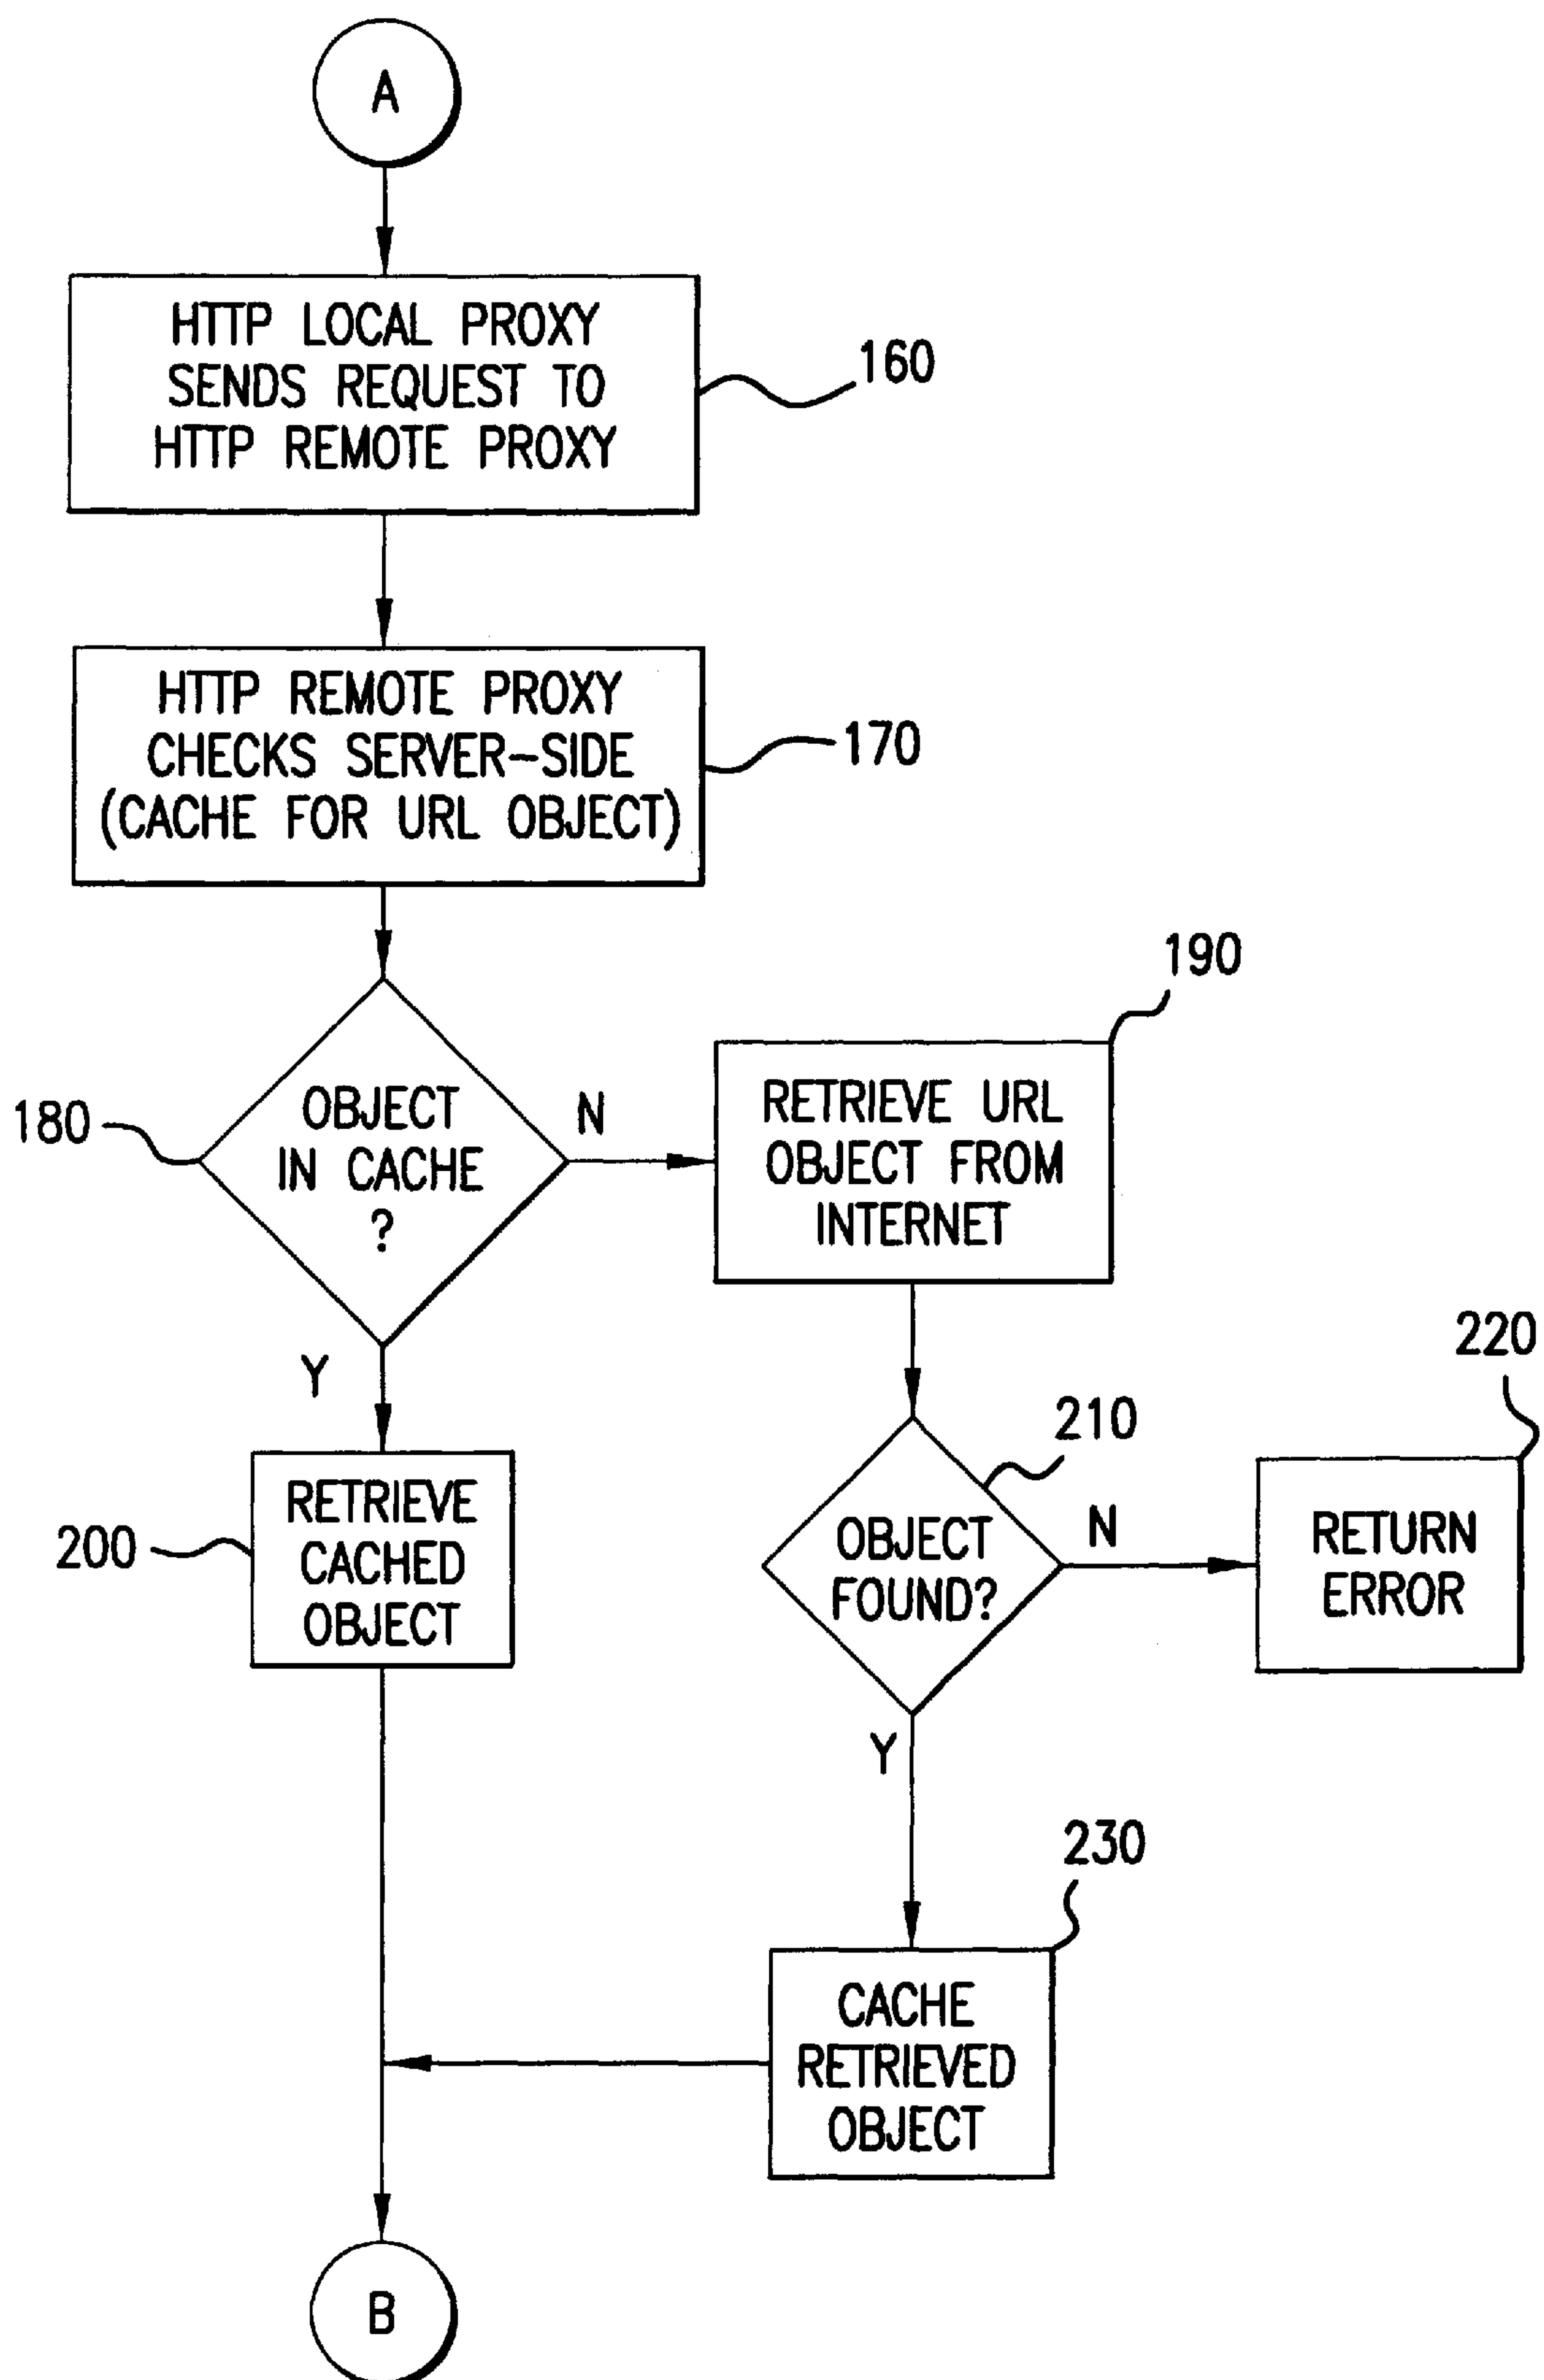 A
HTTP LOCAL PROXY
SENDS REQUEST TO
HTTP REMOTE PROXY
160
HTTP REMOTE PROXY
CHECKS SERVER-SIDE
(CACHE FOR URL OBJECT)
170
180
OBJECT
IN CACHE
?
N
Y
190
RETRIEVE URL
OBJECT FROM
INTERNET
200
RETRIEVE
CACHED
OBJECT
210
OBJECT
FOUND?
N
Y
220
RETURN
ERROR
230
CACHE
RETRIEVED
OBJECT
B